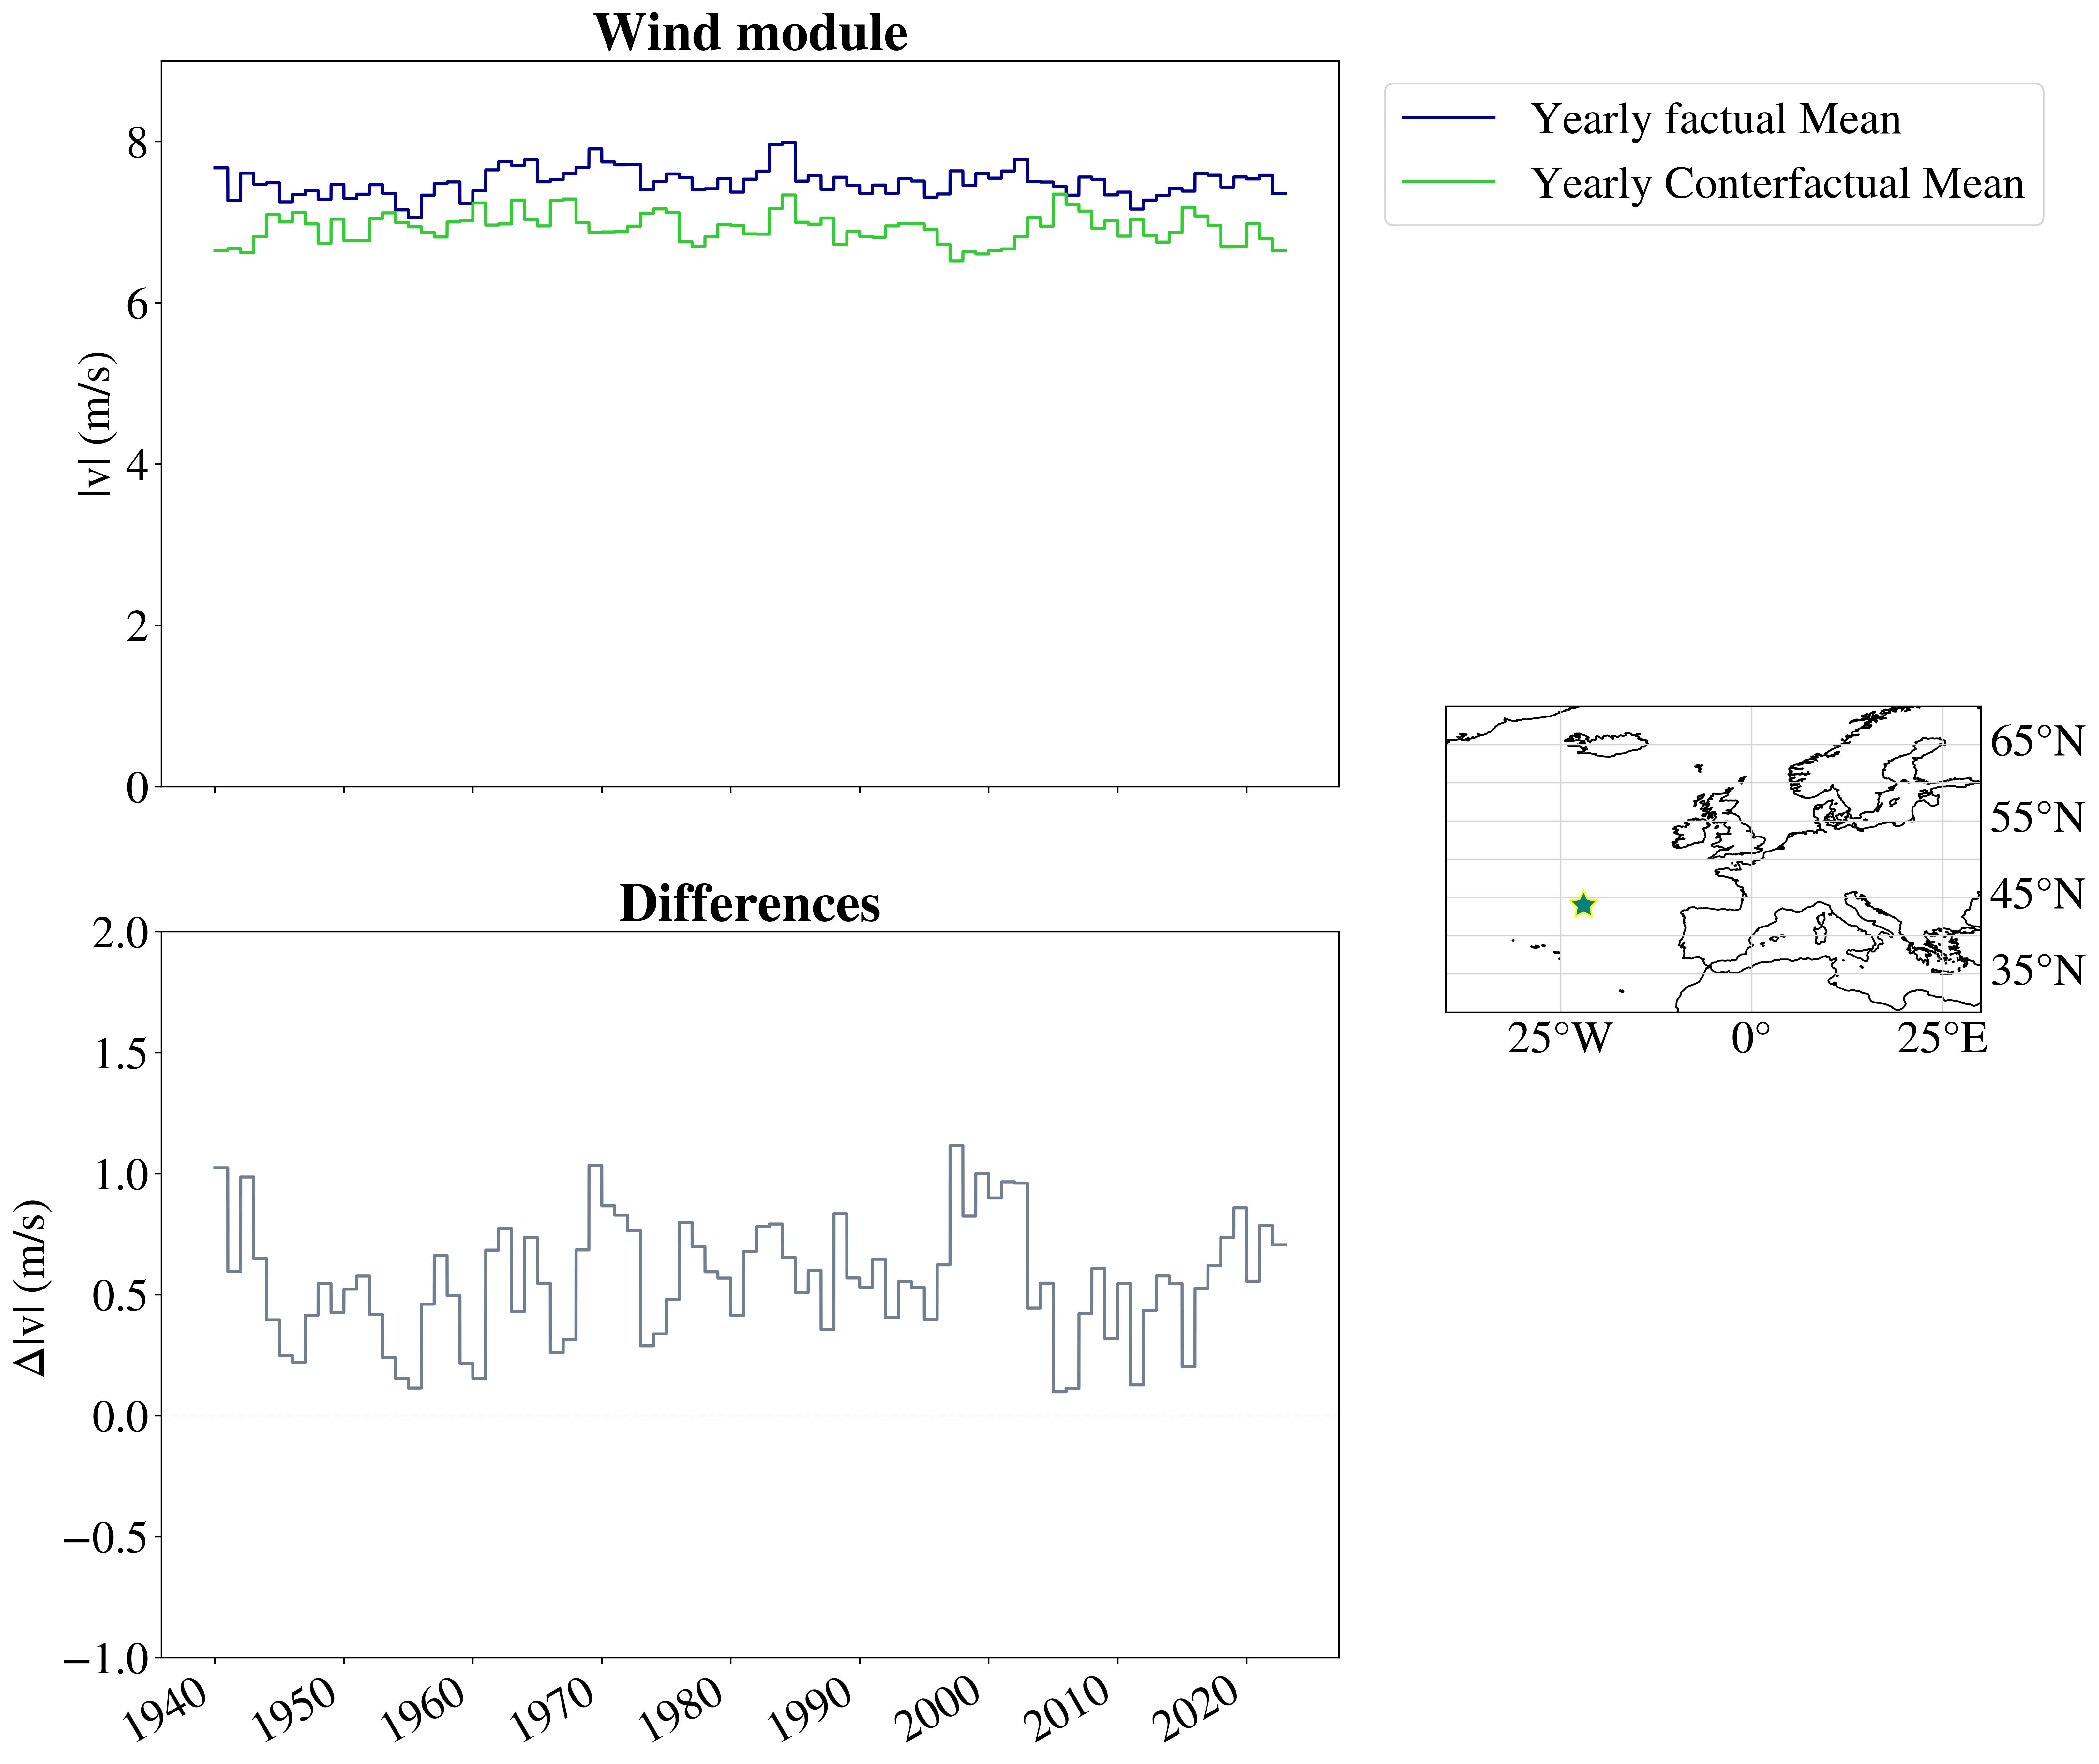 Wind module
8
6
4
2
0
|v| (m/s)
Yearly factual Mean
Yearly Conterfactual Mean
65°N
55°N
45°N
35°N
25°W 0° 25°E
Differences
2.0
1.5
1.0
0.5
0.0
−0.5
−1.0
Δ|v| (m/s)
1940 1950 1960 1970 1980 1990 2000 2010 2020